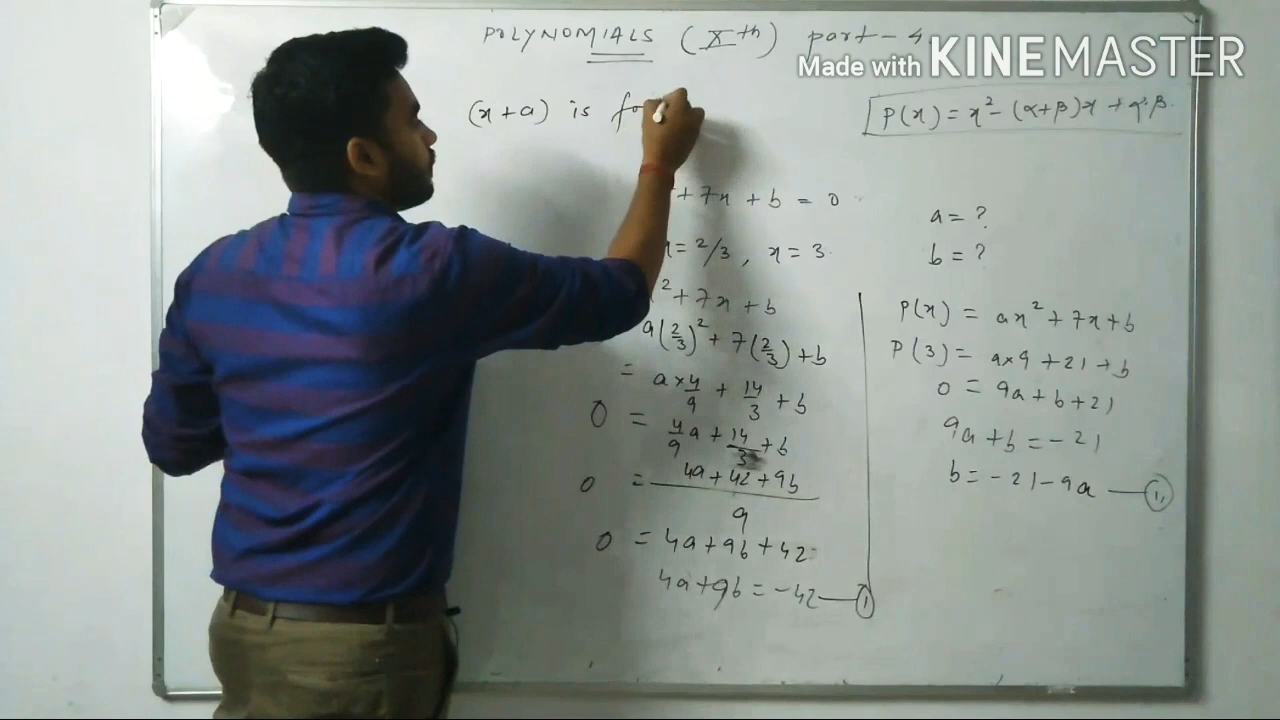 POLYNOMIALS (Xth) part - 4
Made with KINEMASTER
(x+a) is fo
P(x) = x² - (α+β)x + α·β
+ 7x + b = 0
a = ?
x = 2/3, x = 3
b = ?
x² + 7x + b
a(2/3)² + 7(2/3) + b
= a × 4/9 + 14/3 + b
0 = 4/9 a + 14/3 + b
0 = (4a + 42 + 9b)/9
0 = 4a + 9b + 42
4a + 9b = -42 — (1)
P(x) = ax² + 7x + b
P(3) = a×9 + 21 + b
0 = 9a + b + 21
9a + b = -21
b = -21 - 9a — (1)